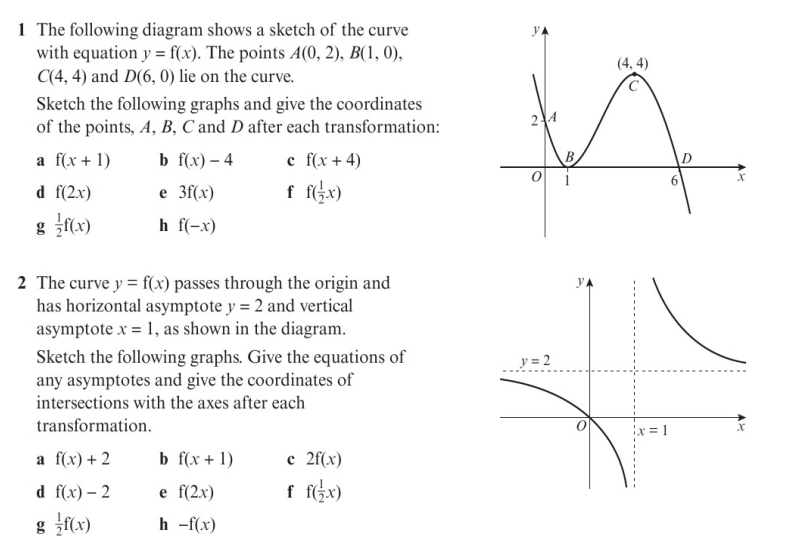 1 The following diagram shows a sketch of the curve
with equation y = f(x). The points A(0, 2), B(1, 0),
C(4, 4) and D(6, 0) lie on the curve.
Sketch the following graphs and give the coordinates
of the points, A, B, C and D after each transformation:
a f(x + 1) b f(x) – 4 c f(x + 4)
d f(2x) e 3f(x) f f(½x)
g ½f(x) h f(−x)
y
(4, 4)
C
2 A
B D
O 1 6 x
2 The curve y = f(x) passes through the origin and
has horizontal asymptote y = 2 and vertical
asymptote x = 1, as shown in the diagram.
Sketch the following graphs. Give the equations of
any asymptotes and give the coordinates of
intersections with the axes after each
transformation.
a f(x) + 2 b f(x + 1) c 2f(x)
d f(x) – 2 e f(2x) f f(½x)
g ½f(x) h –f(x)
y
y = 2
O x = 1 x